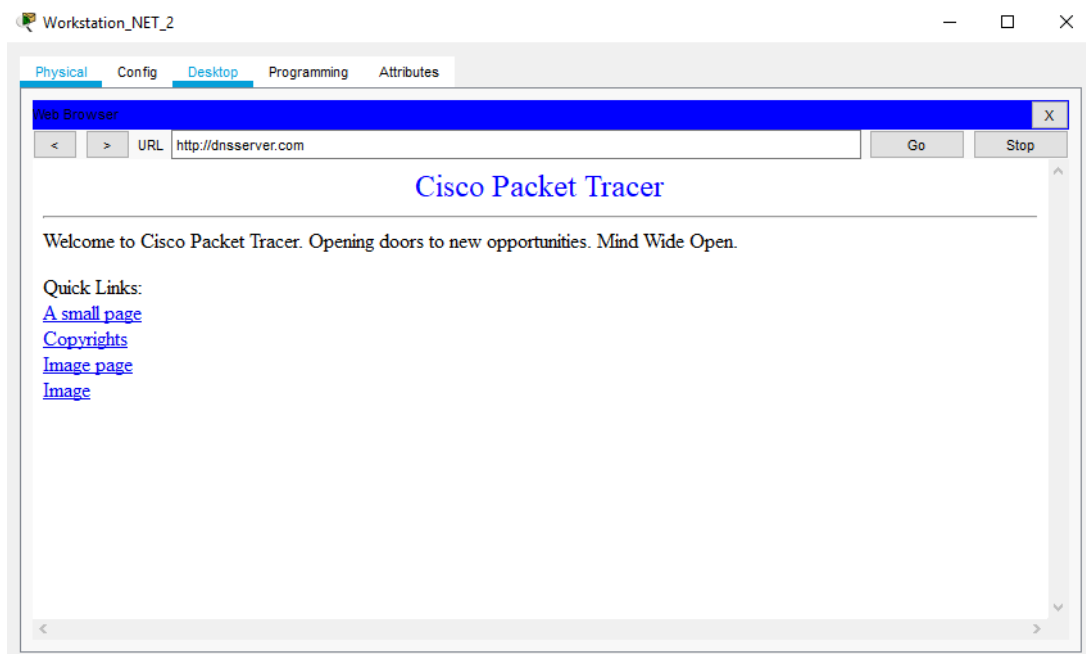 Workstation_NET_2
Physical Config Desktop Programming Attributes
Web Browser X
< > URL http://dnsserver.com Go Stop
Cisco Packet Tracer
Welcome to Cisco Packet Tracer. Opening doors to new opportunities. Mind Wide Open.
Quick Links:
A small page
Copyrights
Image page
Image